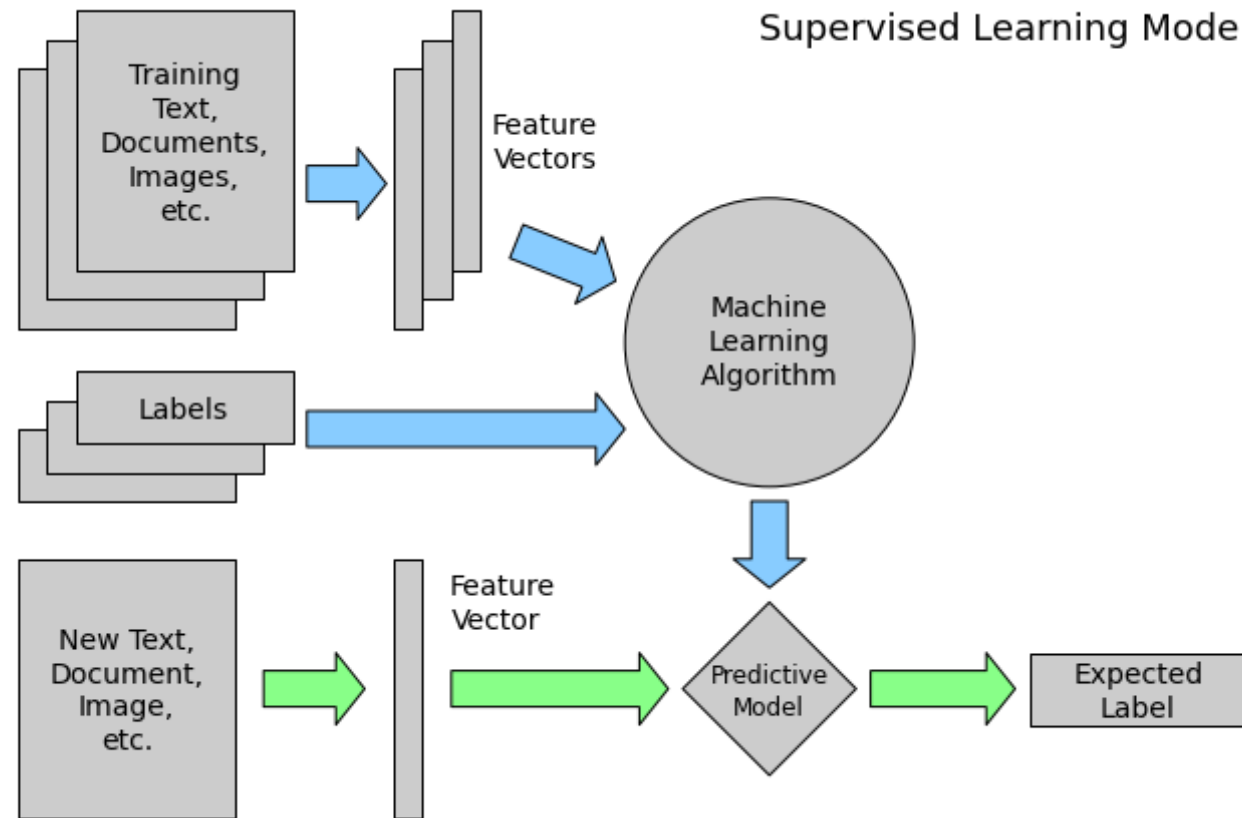 Supervised Learning Mode
Training
Text,
Documents,
Images,
etc.
Feature
Vectors
Machine
Learning
Algorithm
Labels
New Text,
Document,
Image,
etc.
Feature
Vector
Predictive
Model
Expected
Label